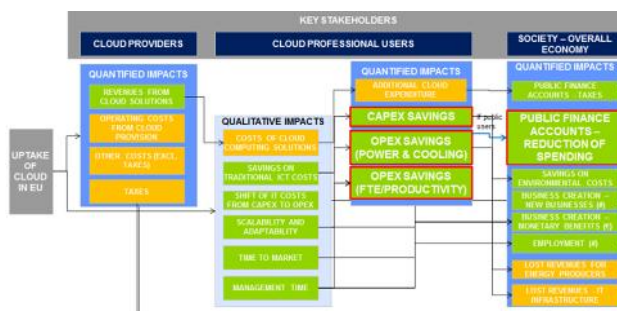 KEY STAKEHOLDERS
CLOUD PROVIDERS
CLOUD PROFESSIONAL USERS
SOCIETY – OVERALL
ECONOMY
QUANTIFIED IMPACTS
REVENUES FROM
CLOUD SOLUTIONS
OPERATING COSTS
FROM CLOUD
PROVISION
OTHER COSTS (EXCL.
TAXES)
TAXES
UPTAKE
OF CLOUD
IN EU
QUALITATIVE IMPACTS
COSTS OF CLOUD
COMPUTING SOLUTIONS
SAVINGS ON
TRADITIONAL ICT COSTS
SHIFT OF IT COSTS
FROM CAPEX TO OPEX
SCALABILITY AND
ADAPTABILITY
TIME TO MARKET
MANAGEMENT TIME
QUANTIFIED IMPACTS
ADDITIONAL CLOUD
EXPENDITURE
CAPEX SAVINGS
OPEX SAVINGS
(POWER & COOLING)
OPEX SAVINGS
(FTE/PRODUCTIVITY)
If public
users
QUANTIFIED IMPACTS
PUBLIC FINANCE
ACCOUNTS - TAXES
PUBLIC FINANCE
ACCOUNTS –
REDUCTION OF
SPENDING
SAVINGS ON
ENVIRONMENTAL COSTS
BUSINESS CREATION –
NEW BUSINESSES (#)
BUSINESS CREATION –
MONETARY BENEFITS (€)
EMPLOYMENT (#)
LOST REVENUES FOR
ENERGY PRODUCERS
LOST REVENUES - IT
INFRASTRUCTURE